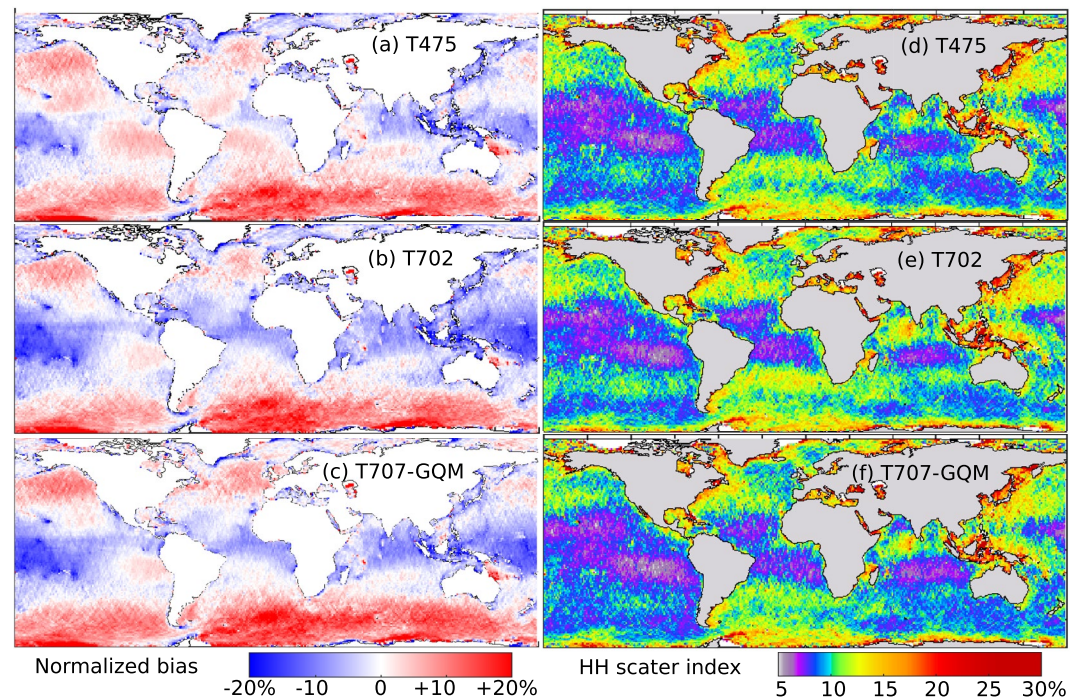 (a) T475
(d) T475
(b) T702
(e) T702
(c) T707-GQM
(f) T707-GQM
Normalized bias
-20% -10 0 +10% +20%
HH scater index
5 10 15 20 25 30%